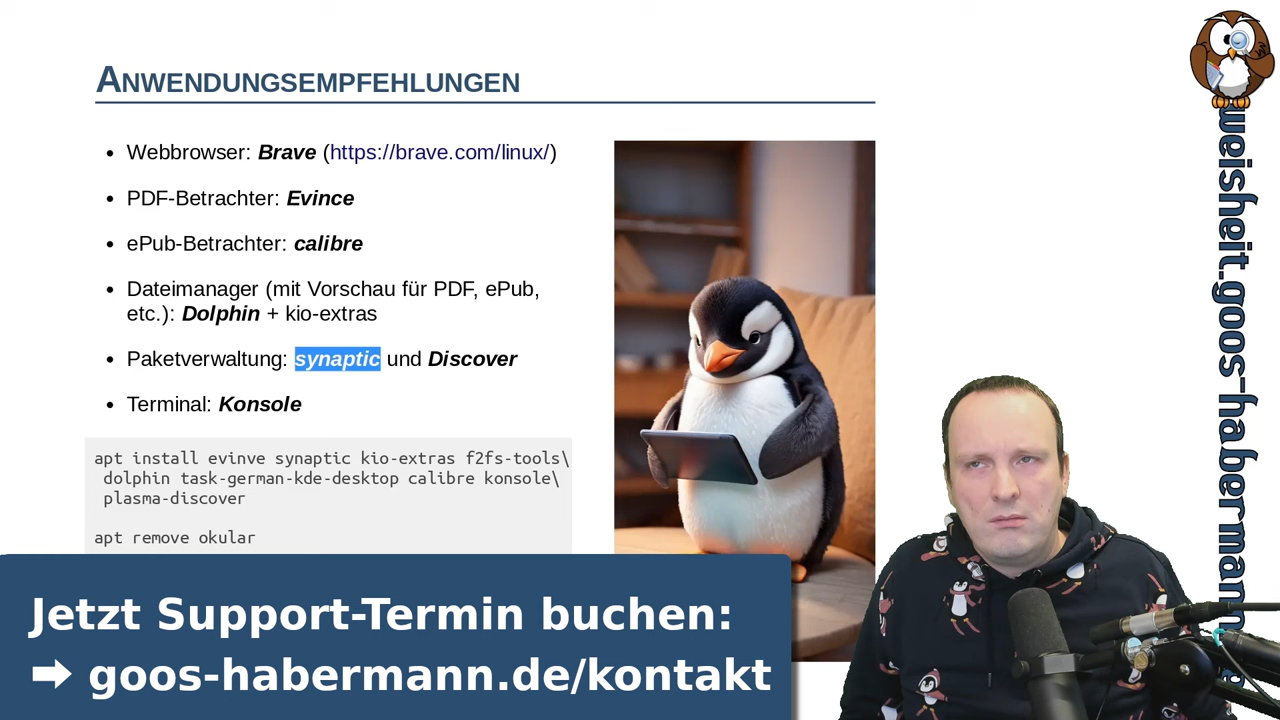 ANWENDUNGSEMPFEHLUNGEN
• Webbrowser: Brave (https://brave.com/linux/)
• PDF-Betrachter: Evince
• ePub-Betrachter: calibre
• Dateimanager (mit Vorschau für PDF, ePub,
etc.): Dolphin + kio-extras
• Paketverwaltung: synaptic und Discover
• Terminal: Konsole
apt install evinve synaptic kio-extras f2fs-tools\
dolphin task-german-kde-desktop calibre konsole\
plasma-discover
apt remove okular
Jetzt Support-Termin buchen:
➡ goos-habermann.de/kontakt
weisheit.goos-habermann